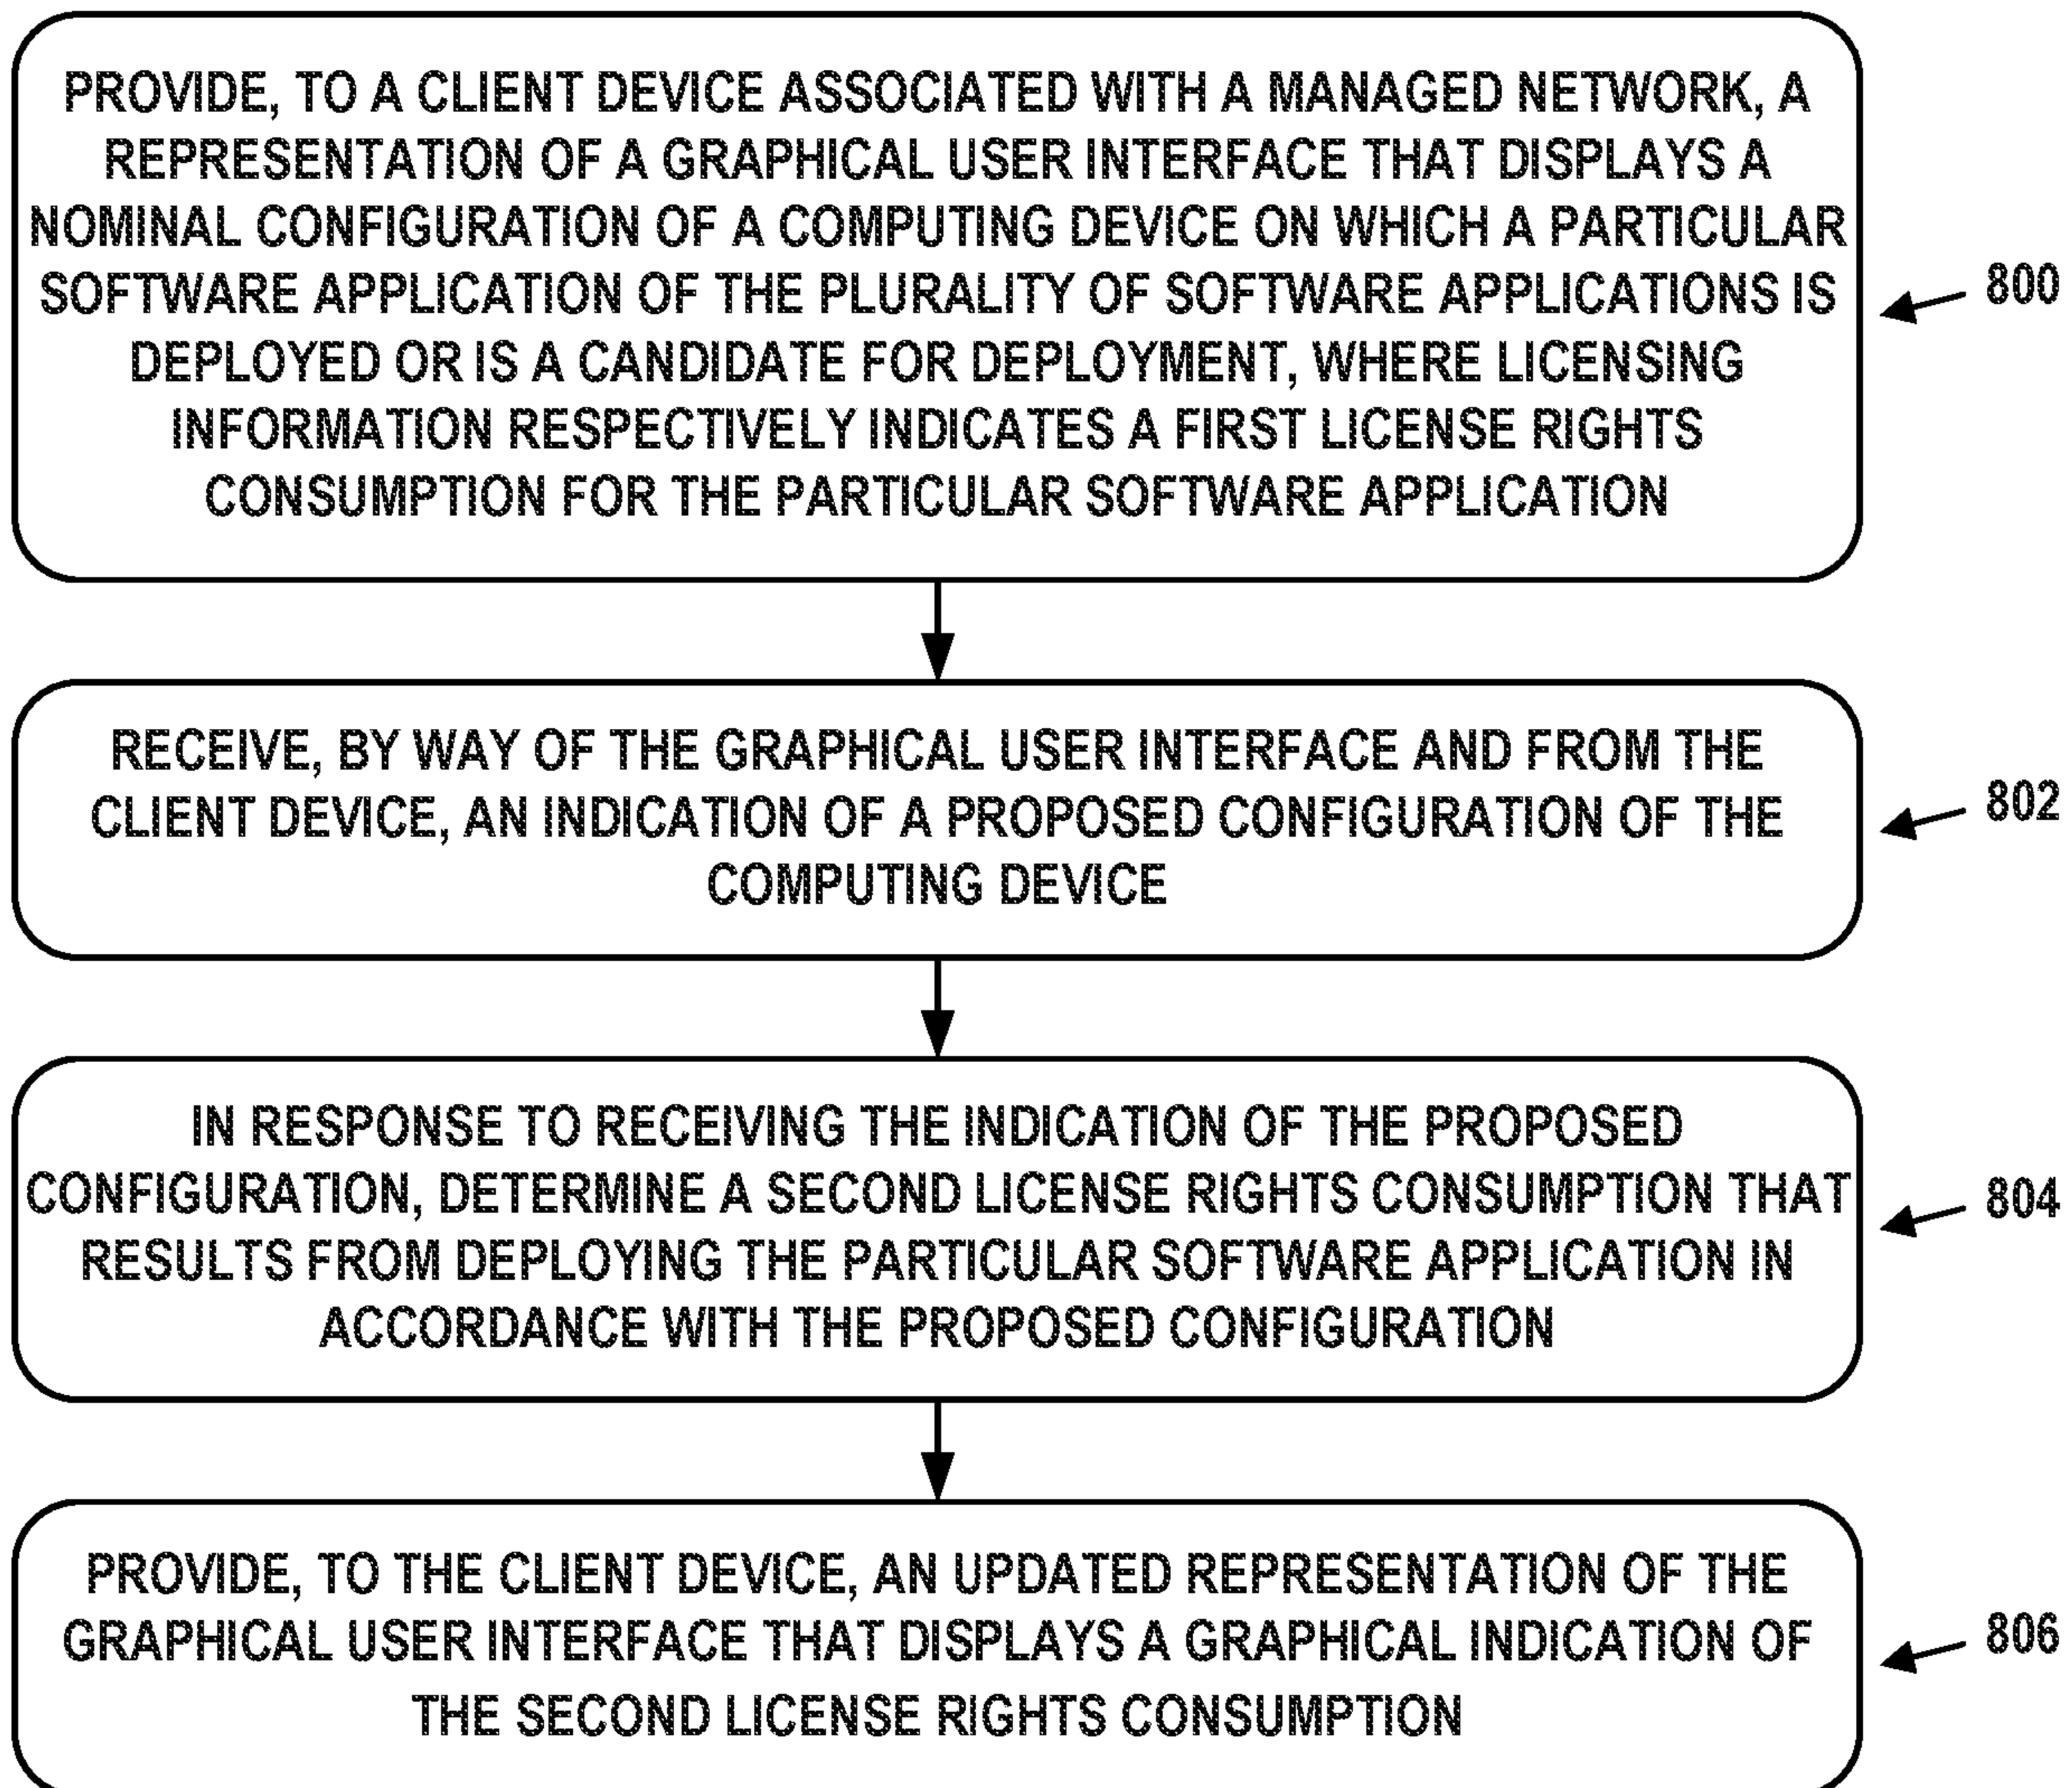 PROVIDE, TO A CLIENT DEVICE ASSOCIATED WITH A MANAGED NETWORK, A
REPRESENTATION OF A GRAPHICAL USER INTERFACE THAT DISPLAYS A
NOMINAL CONFIGURATION OF A COMPUTING DEVICE ON WHICH A PARTICULAR
SOFTWARE APPLICATION OF THE PLURALITY OF SOFTWARE APPLICATIONS IS
DEPLOYED OR IS A CANDIDATE FOR DEPLOYMENT, WHERE LICENSING
INFORMATION RESPECTIVELY INDICATES A FIRST LICENSE RIGHTS
CONSUMPTION FOR THE PARTICULAR SOFTWARE APPLICATION
800
RECEIVE, BY WAY OF THE GRAPHICAL USER INTERFACE AND FROM THE
CLIENT DEVICE, AN INDICATION OF A PROPOSED CONFIGURATION OF THE
COMPUTING DEVICE
802
IN RESPONSE TO RECEIVING THE INDICATION OF THE PROPOSED
CONFIGURATION, DETERMINE A SECOND LICENSE RIGHTS CONSUMPTION THAT
RESULTS FROM DEPLOYING THE PARTICULAR SOFTWARE APPLICATION IN
ACCORDANCE WITH THE PROPOSED CONFIGURATION
804
PROVIDE, TO THE CLIENT DEVICE, AN UPDATED REPRESENTATION OF THE
GRAPHICAL USER INTERFACE THAT DISPLAYS A GRAPHICAL INDICATION OF
THE SECOND LICENSE RIGHTS CONSUMPTION
806